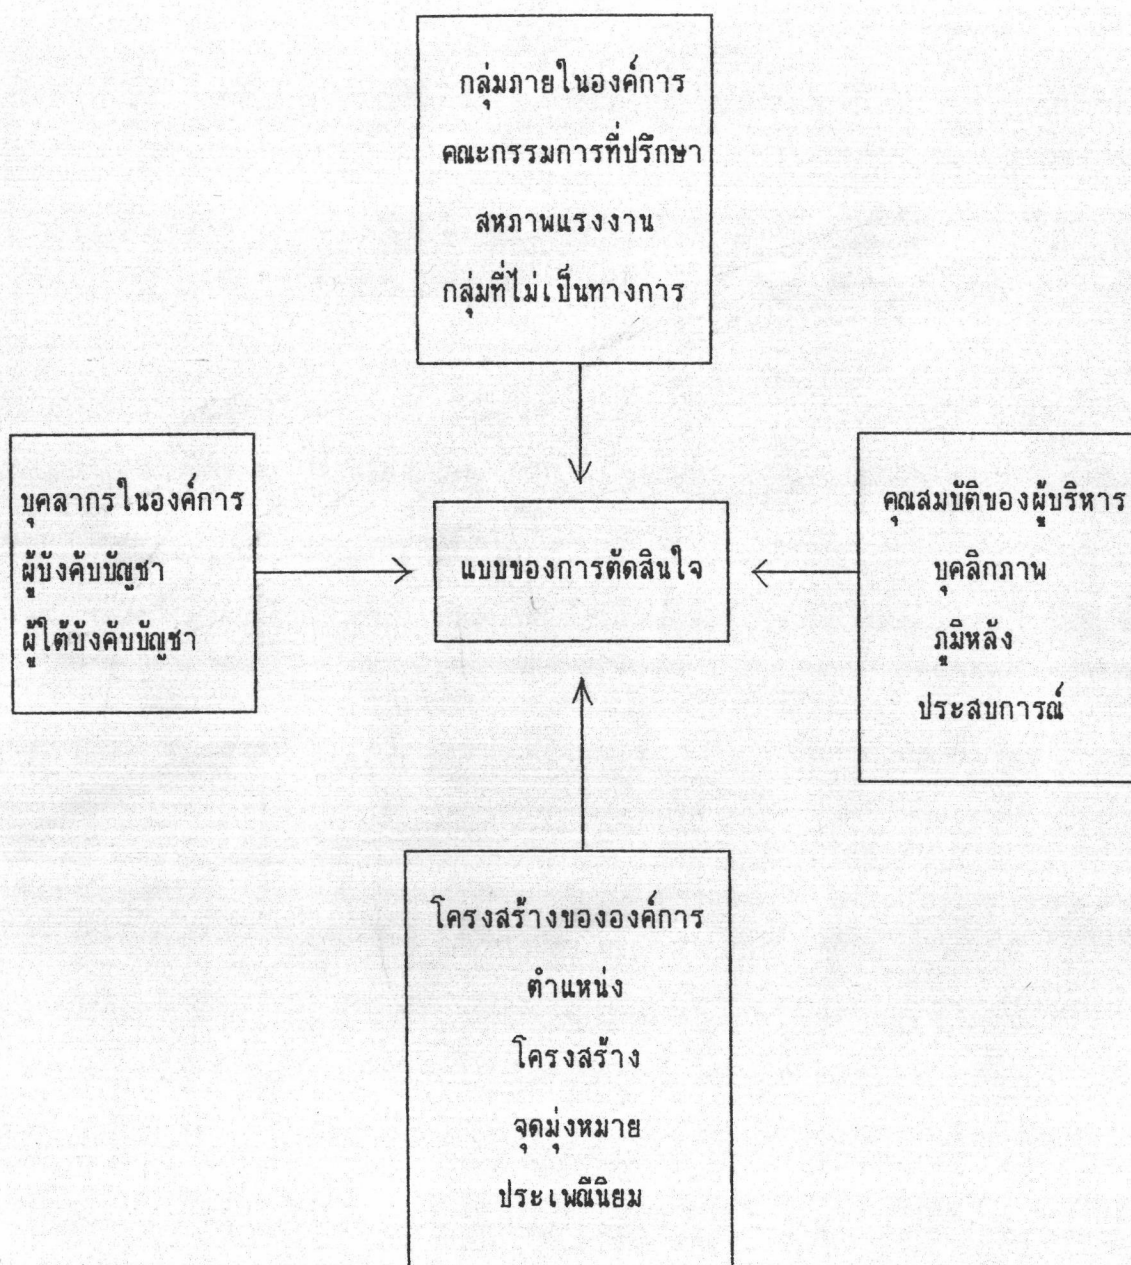 กลุ่มภายในองค์การ
คณะกรรมการที่ปรึกษา
สหภาพแรงงาน
กลุ่มที่ไม่เป็นทางการ
บุคลากรในองค์การ
ผู้บังคับบัญชา
ผู้ใต้บังคับบัญชา
แบบของการตัดสินใจ
คุณสมบัติของผู้บริหาร
บุคลิกภาพ
ภูมิหลัง
ประสบการณ์
โครงสร้างขององค์การ
ตำแหน่ง
โครงสร้าง
จุดมุ่งหมาย
ประเพณีนิยม